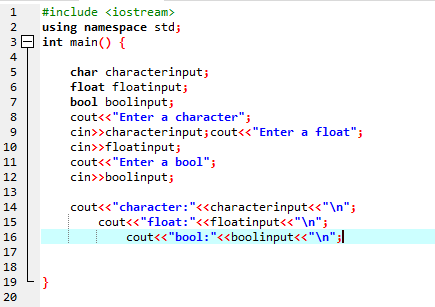 1 #include <iostream>
2 using namespace std;
3 int main() {
4
5 char characterinput;
6 float floatinput;
7 bool boolinput;
8 cout<<"Enter a character";
9 cin>>characterinput;cout<<"Enter a float";
10 cin>>floatinput;
11 cout<<"Enter a bool";
12 cin>>boolinput;
13
14 cout<<"character:"<<characterinput<<"\n";
15 cout<<"float:"<<floatinput<<"\n";
16 cout<<"bool:"<<boolinput<<"\n";
17
18
19 }
20